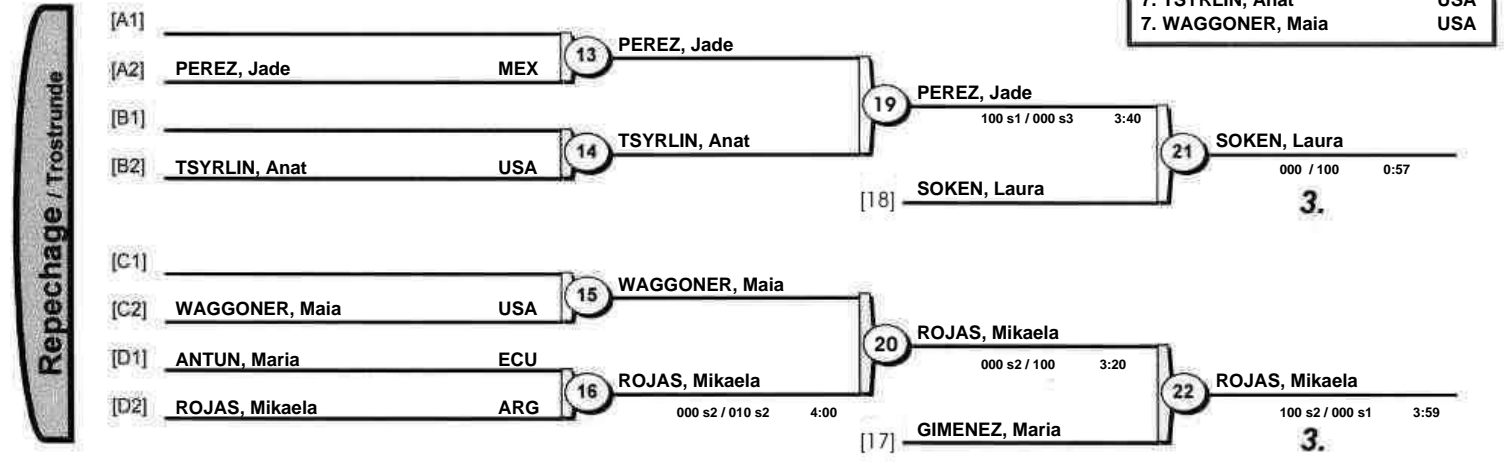 7. TSYRLIN, Anat USA
7. WAGGONER, Maia USA
Repechage / Trostrunde
[A1]
[A2] PEREZ, Jade MEX
13 PEREZ, Jade
[B1]
[B2] TSYRLIN, Anat USA
14 TSYRLIN, Anat
19 PEREZ, Jade
100 s1 / 000 s3 3:40
[18] SOKEN, Laura
21 SOKEN, Laura
000 / 100 0:57
3.
[C1]
[C2] WAGGONER, Maia USA
15 WAGGONER, Maia
[D1] ANTUN, Maria ECU
[D2] ROJAS, Mikaela ARG
16 ROJAS, Mikaela
000 s2 / 010 s2 4:00
20 ROJAS, Mikaela
000 s2 / 100 3:20
[17] GIMENEZ, Maria
22 ROJAS, Mikaela
100 s2 / 000 s1 3:59
3.